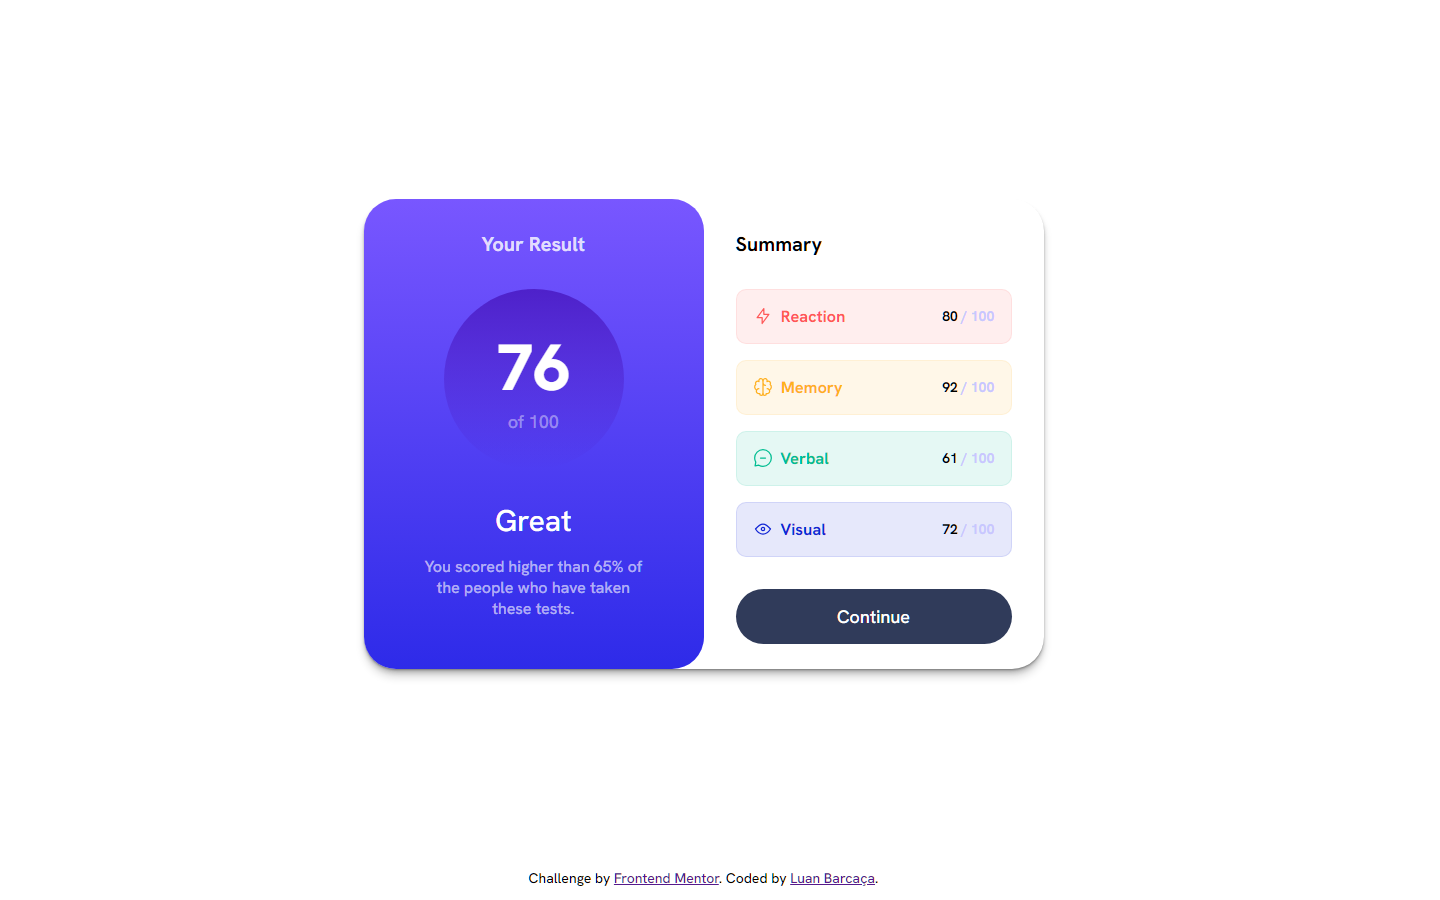 Your Result
76
of 100
Great
You scored higher than 65% of
the people who have taken
these tests.
Summary
Reaction 80 / 100
Memory 92 / 100
Verbal 61 / 100
Visual 72 / 100
Continue
Challenge by Frontend Mentor. Coded by Luan Barcaça.